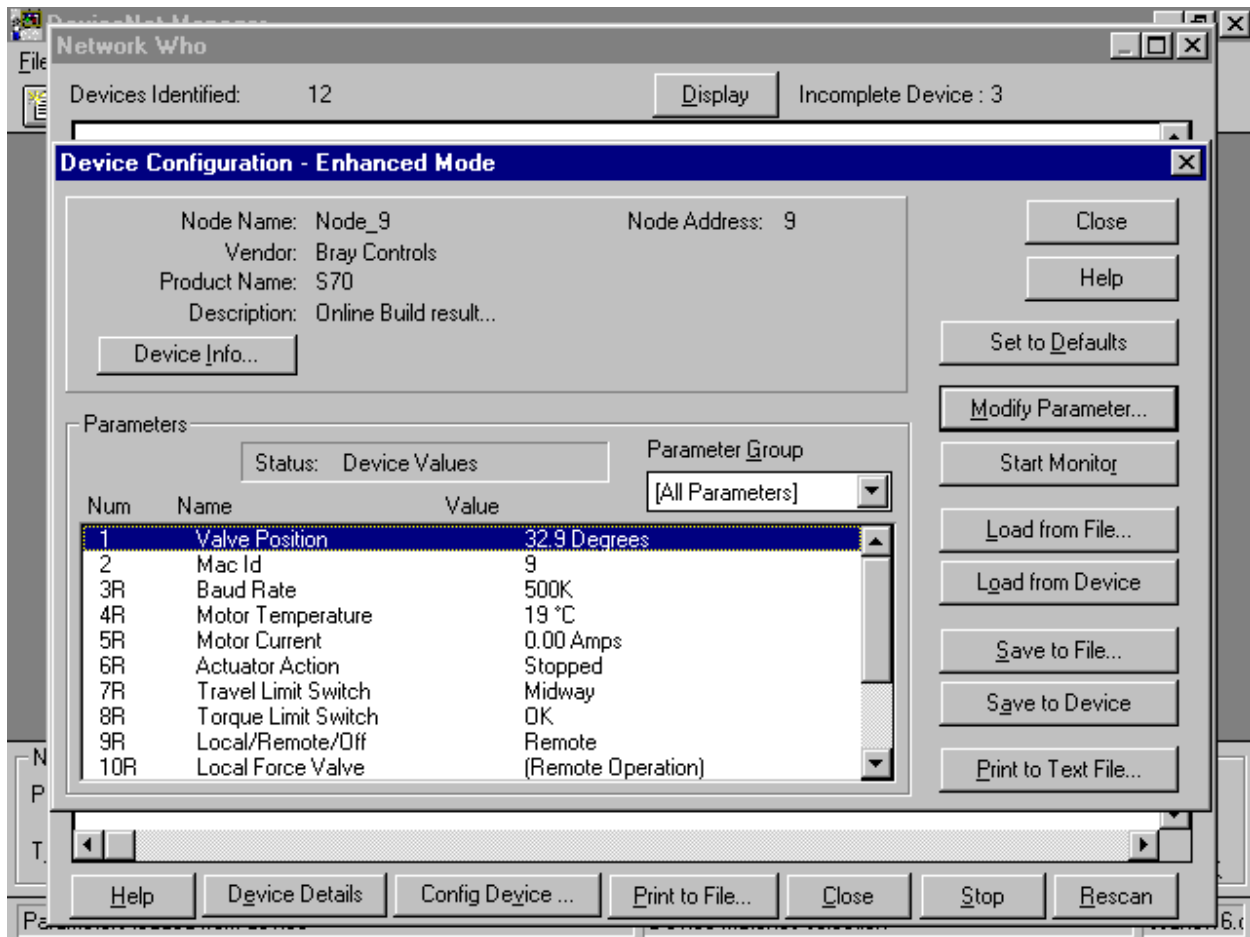 DeviceNet Manager
Network Who
File
Devices Identified: 12 Display Incomplete Device : 3
Device Configuration - Enhanced Mode
Node Name: Node_9 Node Address: 9
Vendor: Bray Controls
Product Name: S70
Description: Online Build result...
Device Info...
Close
Help
Set to Defaults
Modify Parameter...
Start Monitor
Load from File...
Load from Device
Save to File...
Save to Device
Print to Text File...
Parameters
Status: Device Values
Parameter Group
[All Parameters]
Num Name Value
1 Valve Position 32.9 Degrees
2 Mac Id 9
3R Baud Rate 500K
4R Motor Temperature 19 °C
5R Motor Current 0.00 Amps
6R Actuator Action Stopped
7R Travel Limit Switch Midway
8R Torque Limit Switch OK
9R Local/Remote/Off Remote
10R Local Force Valve (Remote Operation)
N
P
T
Help Device Details Config Device ... Print to File... Close Stop Rescan